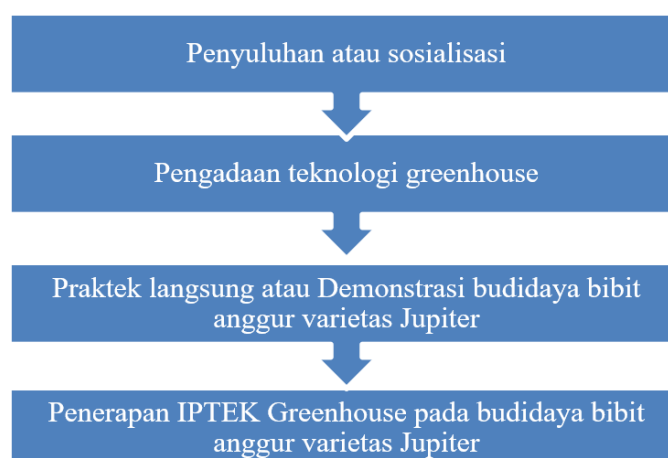 Penyuluhan atau sosialisasi
Pengadaan teknologi greenhouse
Praktek langsung atau Demonstrasi budidaya bibit
anggur varietas Jupiter
Penerapan IPTEK Greenhouse pada budidaya bibit
anggur varietas Jupiter